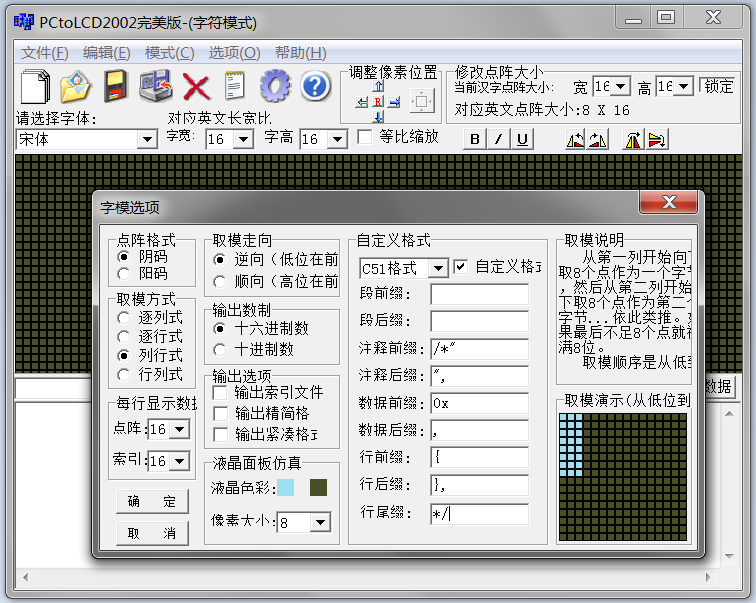 PCtoLCD2002完美版-(字符模式)
文件(F) 编辑(E) 模式(C) 选项(O) 帮助(H)
调整像素位置
修改点阵大小
当前汉字点阵大小: 宽 16 高 16 锁定
对应英文点阵大小:8 X 16
请选择字体: 对应英文长宽比
宋体 字宽: 16 字高 16 等比缩放
B I U
字模选项
点阵格式
阴码
阳码
取模方式
逐列式
逐行式
列行式
行列式
每行显示数据
点阵: 16
索引: 16
确 定
取 消
取模走向
逆向（低位在前
顺向（高位在前
输出数制
十六进制数
十进制数
输出选项
输出索引文件
输出精简格
输出紧凑格式
液晶面板仿真
液晶色彩:
像素大小: 8
自定义格式
C51格式 自定义格式
段前缀:
段后缀:
注释前缀: /*"
注释后缀: ",
数据前缀: 0x
数据后缀: ,
行前缀: {
行后缀: },
行尾缀: */
取模说明
从第一列开始向下
取8个点作为一个字节
，然后从第二列开始
下取8个点作为第二个
字节...依此类推。如
果最后不足8个点就补
满8位。
取模顺序是从低到
取模演示(从低位到
数据